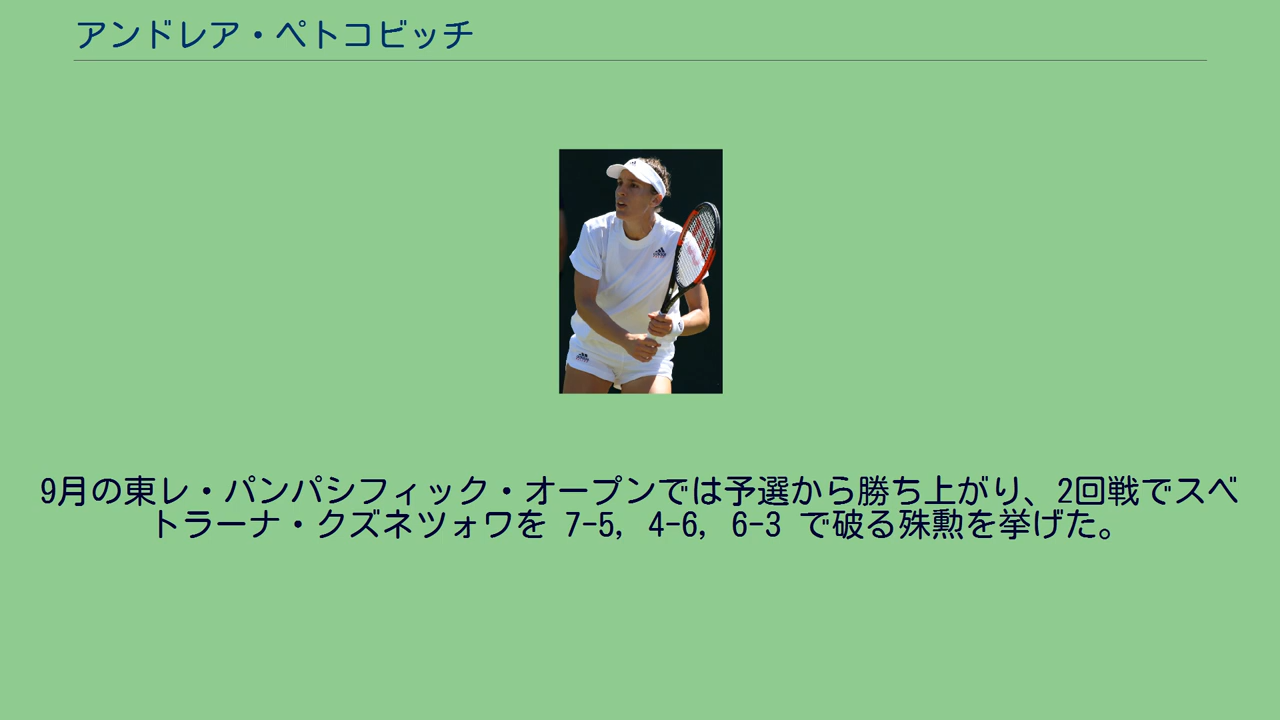 アンドレア・ペトコビッチ
9月の東レ・パンパシフィック・オープンでは予選から勝ち上がり、2回戦でスベ
トラーナ・クズネツォワを 7-5, 4-6, 6-3 で破る殊勲を挙げた。